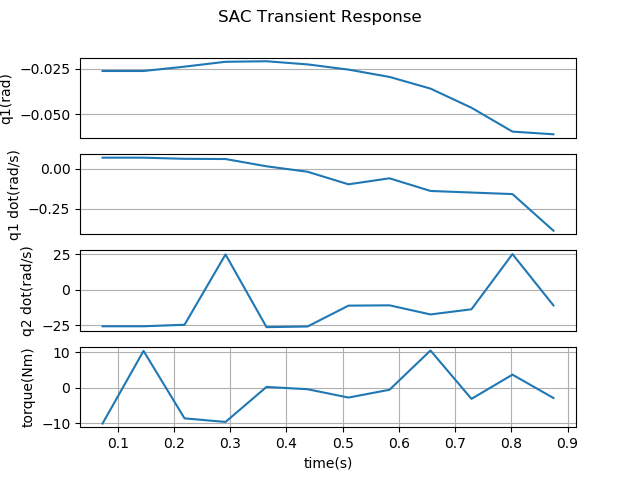 SAC Transient Response
q1(rad)
−0.025
−0.050
q1 dot(rad/s)
0.00
−0.25
q2 dot(rad/s)
25
0
−25
torque(Nm)
10
0
−10
0.1 0.2 0.3 0.4 0.5 0.6 0.7 0.8 0.9
time(s)